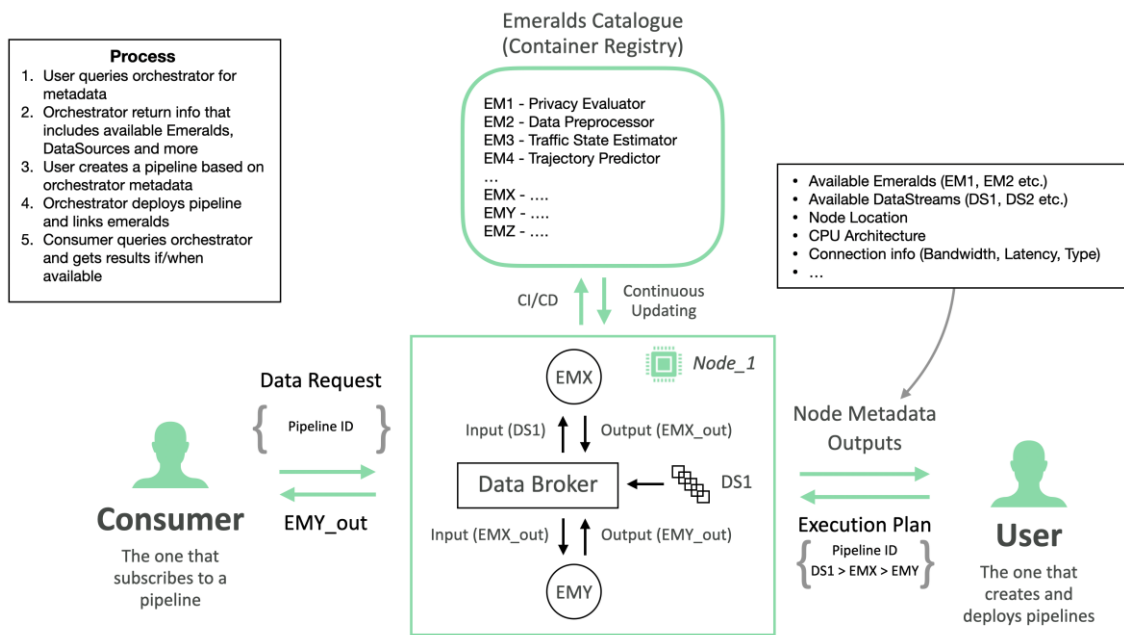 Emeralds Catalogue
(Container Registry)
Process
1. User queries orchestrator for
metadata
2. Orchestrator return info that
includes available Emeralds,
DataSources and more
3. User creates a pipeline based on
orchestrator metadata
4. Orchestrator deploys pipeline
and links emeralds
5. Consumer queries orchestrator
and gets results if/when
available
EM1 - Privacy Evaluator
EM2 - Data Preprocessor
EM3 - Traffic State Estimator
EM4 - Trajectory Predictor
...
EMX - ....
EMY - ....
EMZ - ....
• Available Emeralds (EM1, EM2 etc.)
• Available DataStreams (DS1, DS2 etc.)
• Node Location
• CPU Architecture
• Connection info (Bandwidth, Latency, Type)
• ...
CI/CD
Continuous
Updating
Node_1
EMX
Input (DS1)
Output (EMX_out)
Data Broker
DS1
Input (EMX_out)
Output (EMY_out)
EMY
Data Request
{ Pipeline ID }
EMY_out
Consumer
The one that
subscribes to a
pipeline
Node Metadata
Outputs
Execution Plan
{ Pipeline ID
DS1 > EMX > EMY }
User
The one that
creates and
deploys pipelines